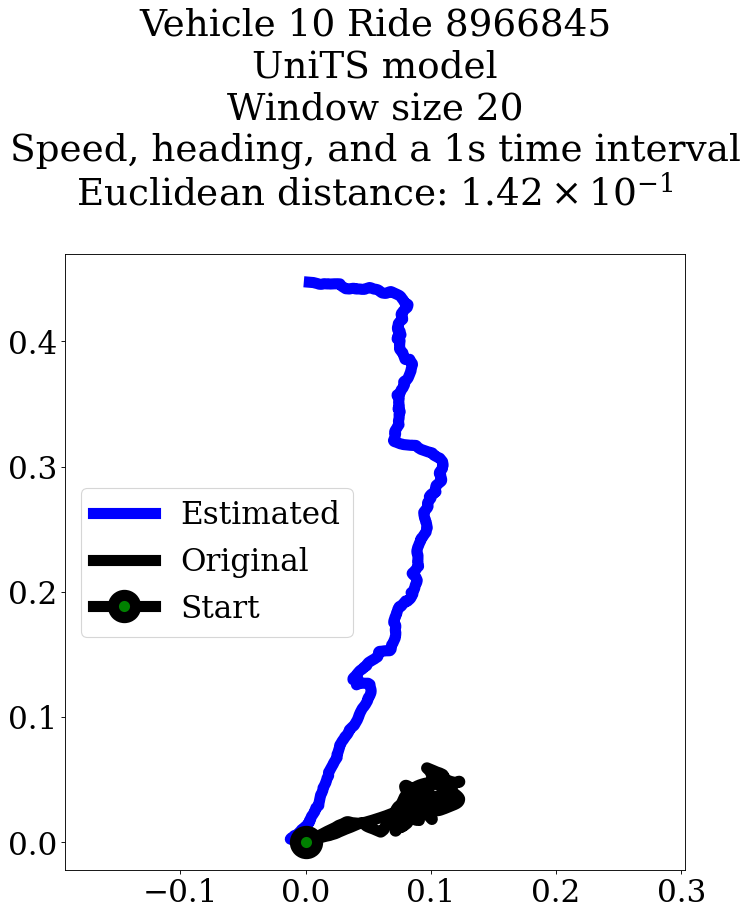 Vehicle 10 Ride 8966845
UniTS model
Window size 20
Speed, heading, and a 1s time interval
Euclidean distance: 1.42 × 10⁻¹
0.4
0.3
Estimated
Original
Start
0.2
0.1
0.0
−0.1 0.0 0.1 0.2 0.3